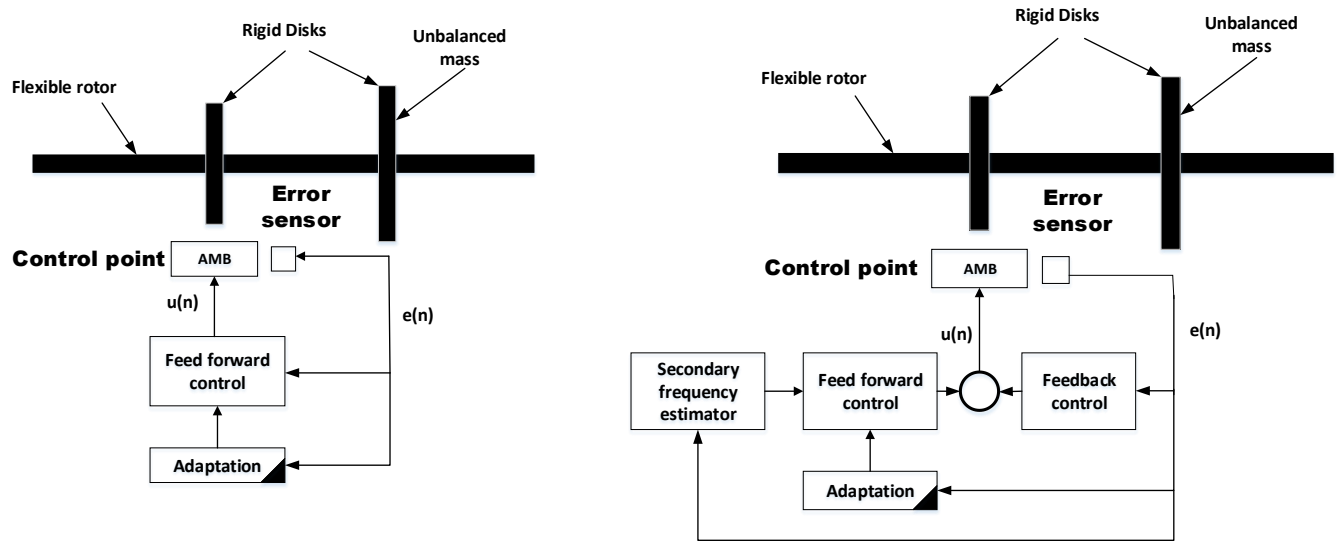 Rigid Disks
Unbalanced
mass
Flexible rotor
Error
sensor
Control point
AMB
u(n)
e(n)
Feed forward
control
Adaptation
Rigid Disks
Unbalanced
mass
Flexible rotor
Error
sensor
Control point
AMB
u(n)
e(n)
Secondary
frequency
estimator
Feed forward
control
Feedback
control
Adaptation